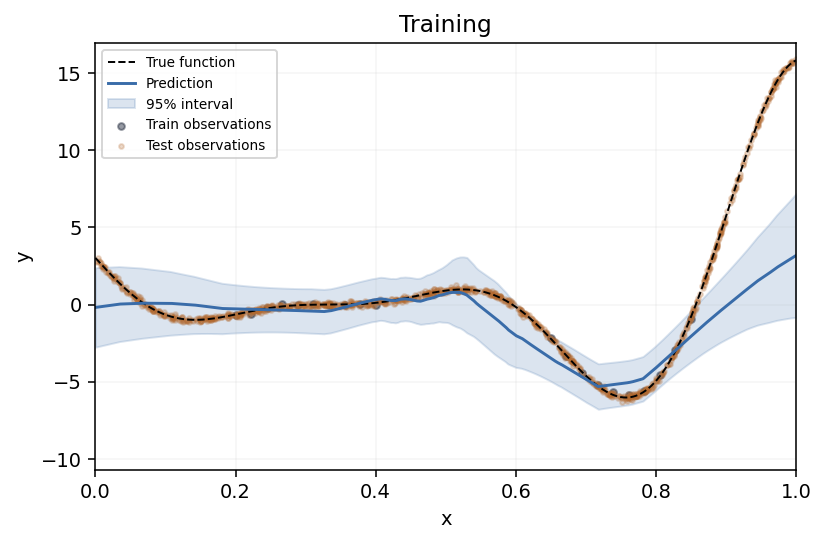 Training
True function
Prediction
95% interval
Train observations
Test observations
15
10
5
0
−5
−10
y
0.0 0.2 0.4 0.6 0.8 1.0
x